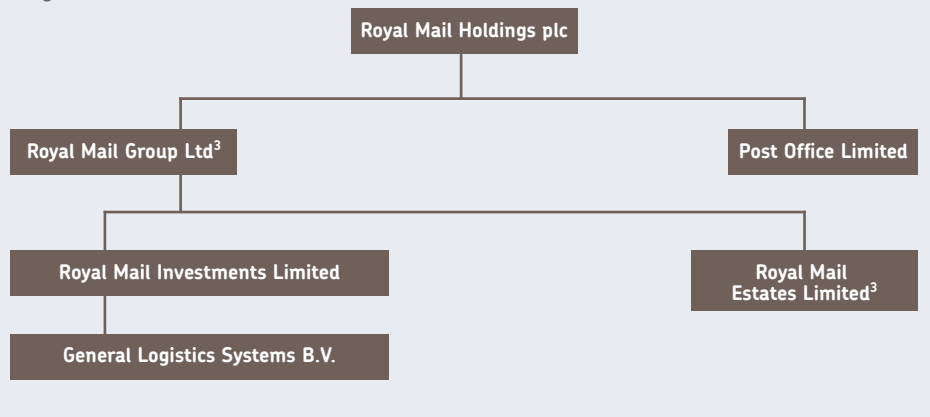 Royal Mail Holdings plc
Royal Mail Group Ltd³
Post Office Limited
Royal Mail Investments Limited
Royal Mail
Estates Limited³
General Logistics Systems B.V.